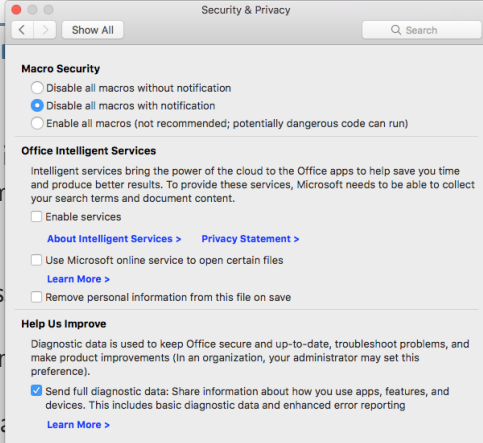 Security & Privacy
Show All
Search
Macro Security
Disable all macros without notification
Disable all macros with notification
Enable all macros (not recommended; potentially dangerous code can run)
Office Intelligent Services
Intelligent services bring the power of the cloud to the Office apps to help save you time
and produce better results. To provide these services, Microsoft needs to be able to collect
your search terms and document content.
Enable services
About Intelligent Services > Privacy Statement >
Use Microsoft online service to open certain files
Learn More >
Remove personal information from this file on save
Help Us Improve
Diagnostic data is used to keep Office secure and up-to-date, troubleshoot problems, and
make product improvements (In an organization, your administrator may set this
preference).
Send full diagnostic data: Share information about how you use apps, features, and
devices. This includes basic diagnostic data and enhanced error reporting
Learn More >